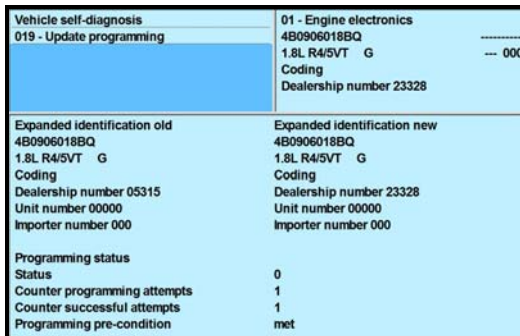 Vehicle self-diagnosis
019 - Update programming
01 - Engine electronics
4B0906018BQ ----------
1.8L R4/5VT G --- 000
Coding
Dealership number 23328
Expanded identification old
4B0906018BQ
1.8L R4/5VT G
Coding
Dealership number 05315
Unit number 00000
Importer number 000
Expanded identification new
4B0906018BQ
1.8L R4/5VT G
Coding
Dealership number 23328
Unit number 00000
Importer number 000
Programming status
Status 0
Counter programming attempts 1
Counter successful attempts 1
Programming pre-condition met